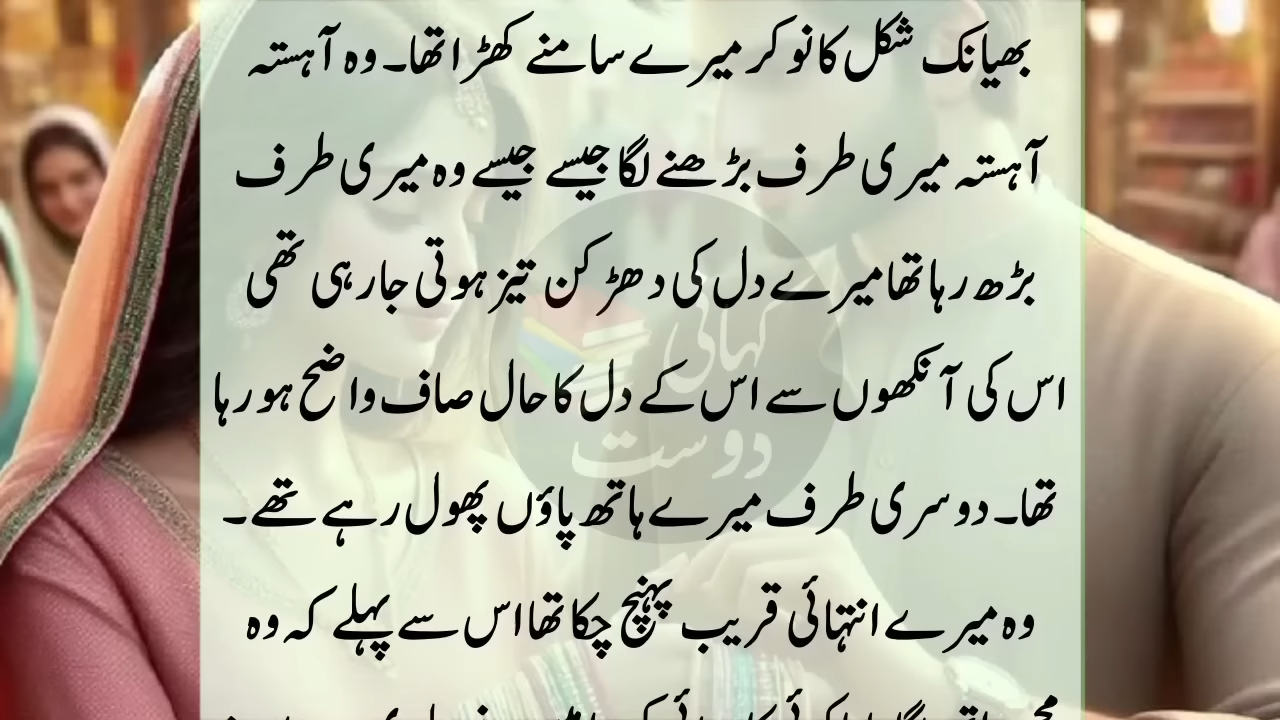 بھیانک شکل کا نوکر میرے سامنے کھڑا تھا۔ وہ آہستہ
آہستہ میری طرف بڑھنے لگا جیسے جیسے وہ میری طرف
بڑھ رہا تھا میرے دل کی دھڑکن تیز ہوتی جا رہی تھی
اس کی آنکھوں سے اس کے دل کا حال صاف واضح ہو رہا
تھا۔ دوسری طرف میرے ہاتھ پاؤں پھول رہے تھے۔
وہ میرے انتہائی قریب پہنچ چکا تھا اس سے پہلے کہ وہ
کہانی
دوست